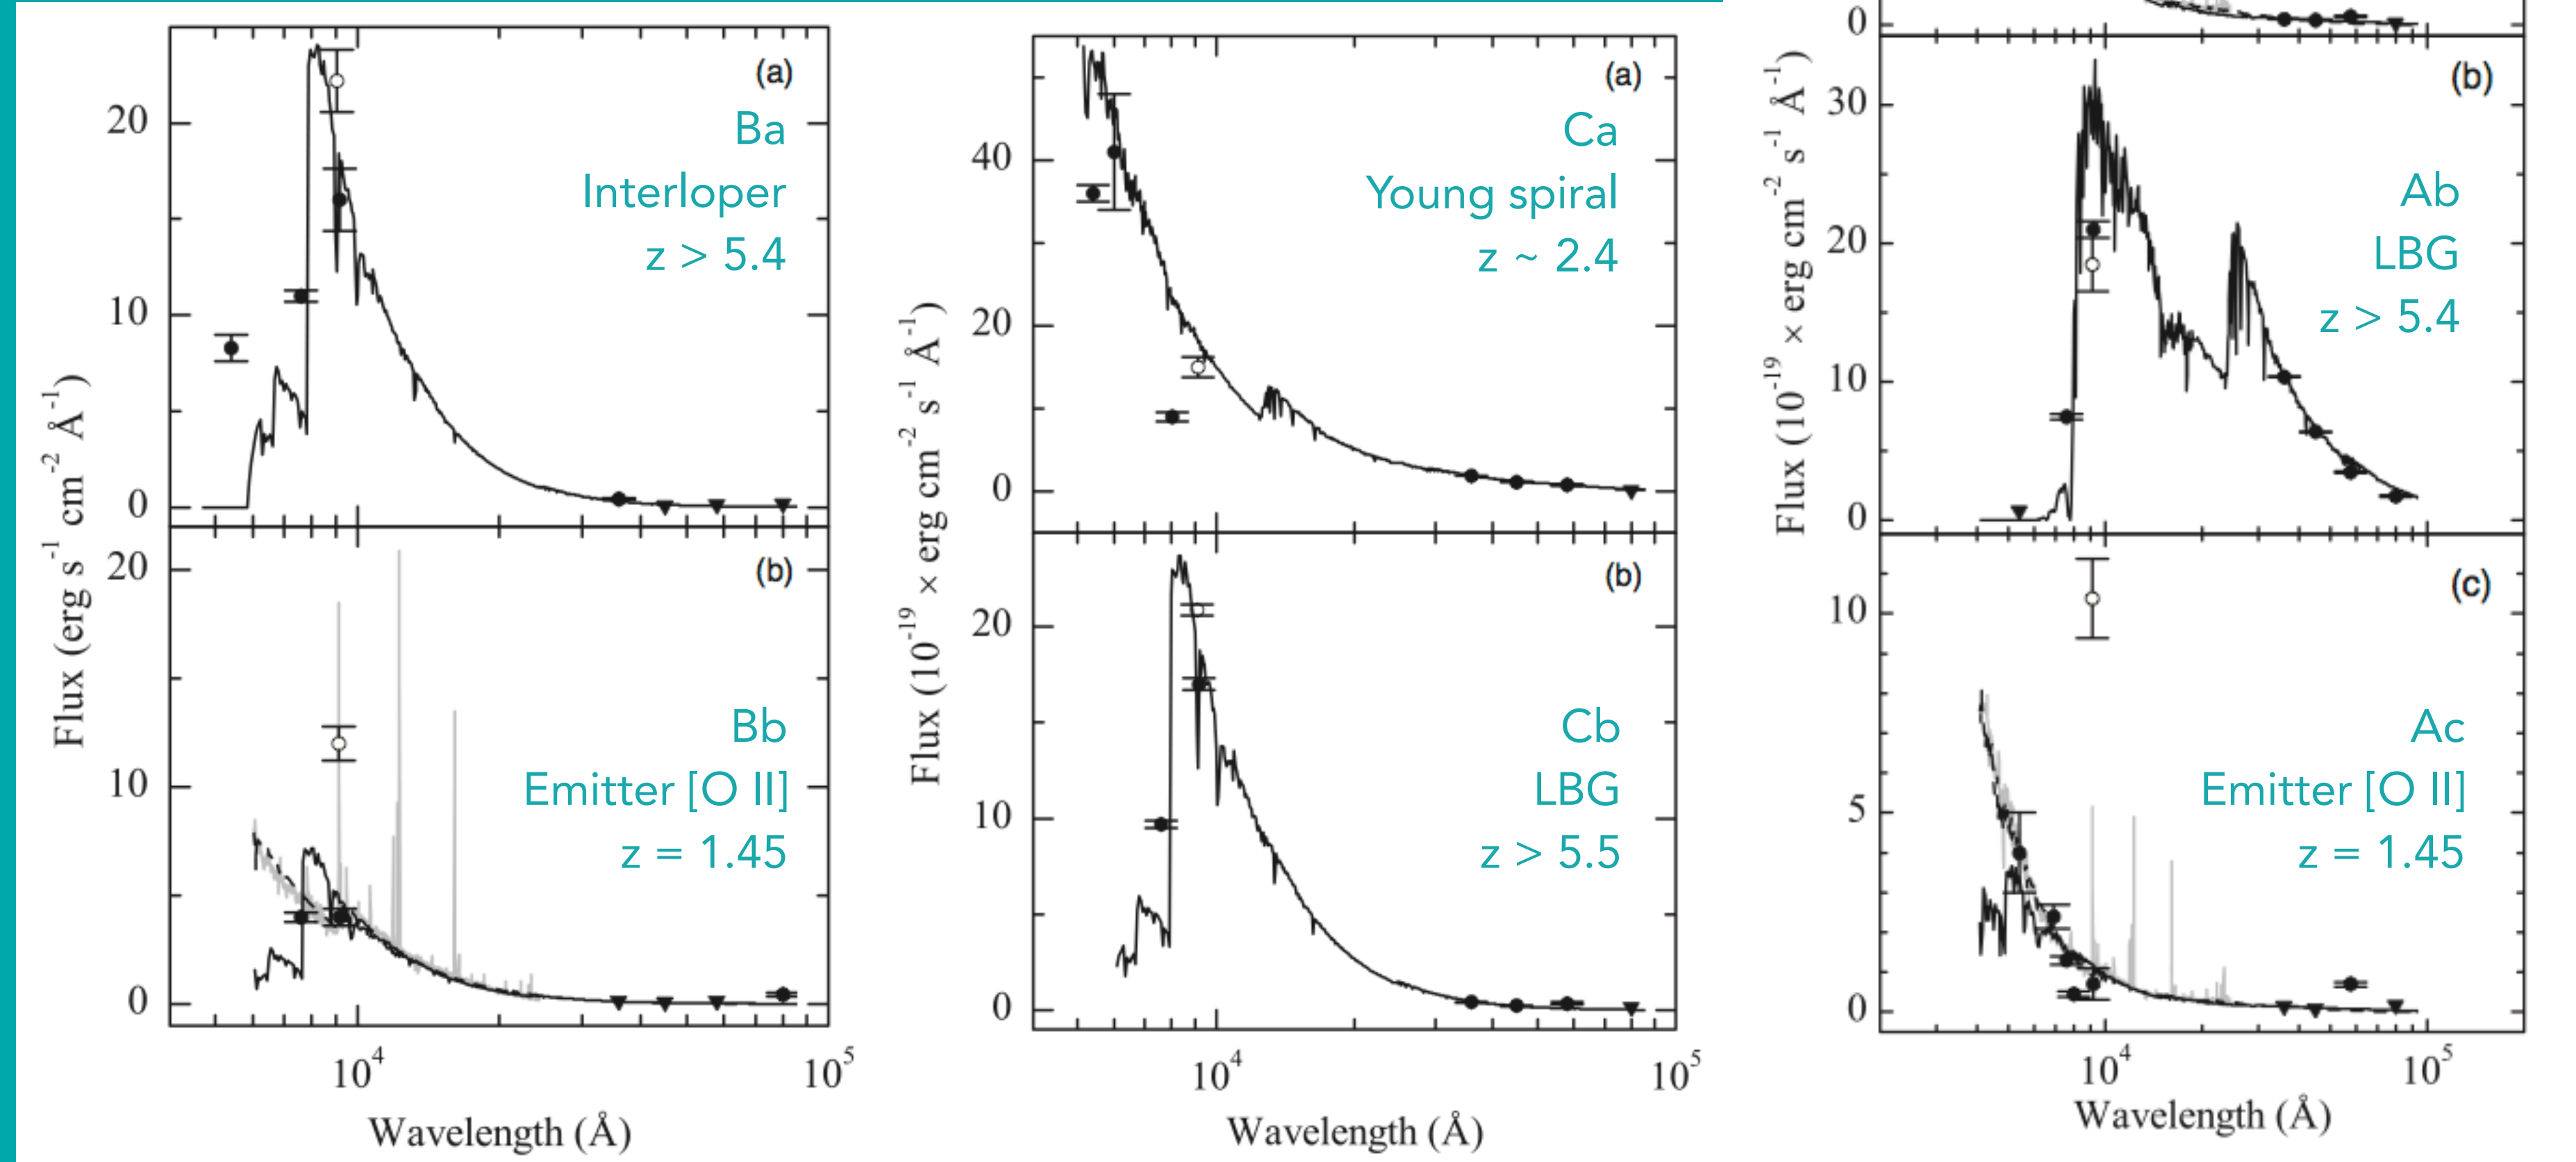 (a)
Ba
Interloper
z > 5.4
20
10
0
(b)
Bb
Emitter [O II]
z = 1.45
20
10
0
Flux (erg s⁻¹ cm⁻² Å⁻¹)
10⁴
10⁵
Wavelength (Å)
(a)
Ca
Young spiral
z ~ 2.4
40
20
0
(b)
Cb
LBG
z > 5.5
20
10
0
Flux (10⁻¹⁹ × erg cm⁻² s⁻¹ Å⁻¹)
10⁴
10⁵
Wavelength (Å)
0
(b)
Ab
LBG
z > 5.4
30
20
10
0
Flux (10⁻¹⁹ × erg cm⁻² s⁻¹ Å⁻¹)
(c)
Ac
Emitter [O II]
z = 1.45
10
5
0
10⁴
10⁵
Wavelength (Å)